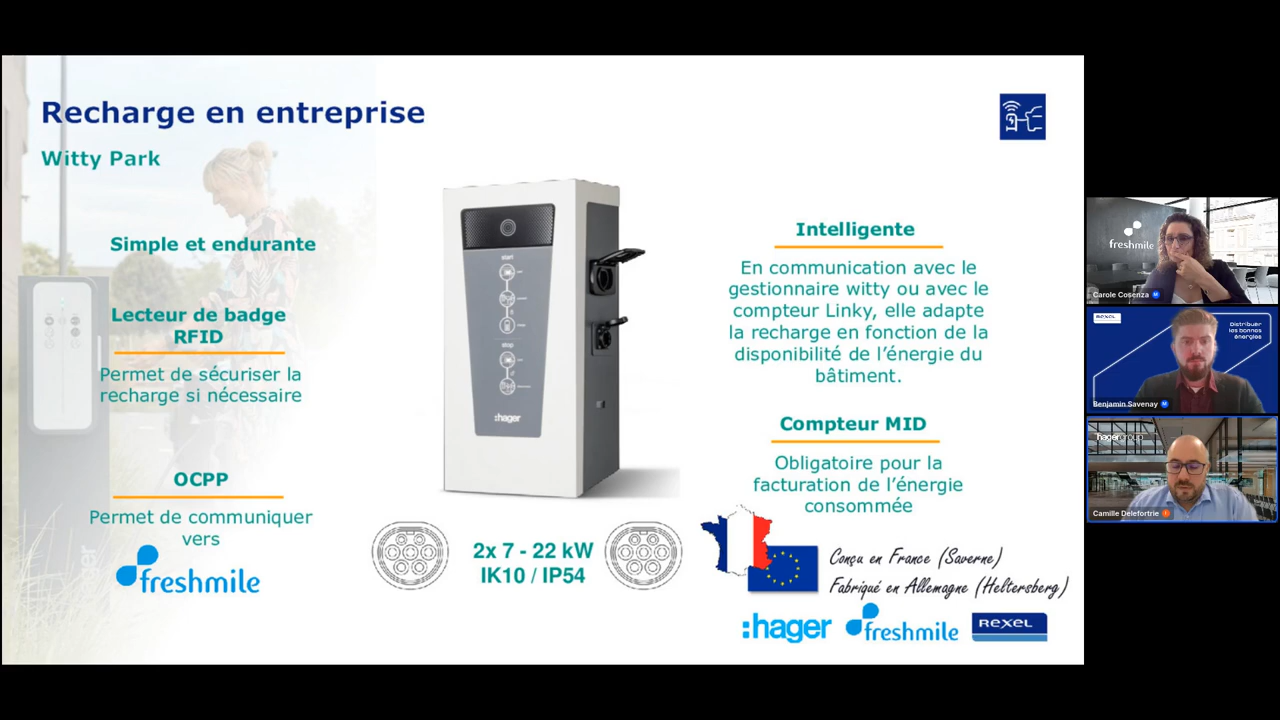 Recharge en entreprise
Witty Park
Simple et endurante
Lecteur de badge
RFID
Permet de sécuriser la
recharge si nécessaire
OCPP
Permet de communiquer
vers
freshmile
start
stop
:hager
2x 7 - 22 kW
IK10 / IP54
Intelligente
En communication avec le
gestionnaire witty ou avec le
compteur Linky, elle adapte
la recharge en fonction de la
disponibilité de l’énergie du
bâtiment.
Compteur MID
Obligatoire pour la
facturation de l’énergie
consommée
Conçu en France (Saverne)
Fabriqué en Allemagne (Heltersberg)
:hager
freshmile
REXEL
freshmile
Carole Cosenza
REXEL
Distribuer
les bonnes
énergies
Benjamin Savenay
:hagergroup
Camille Delefortrie